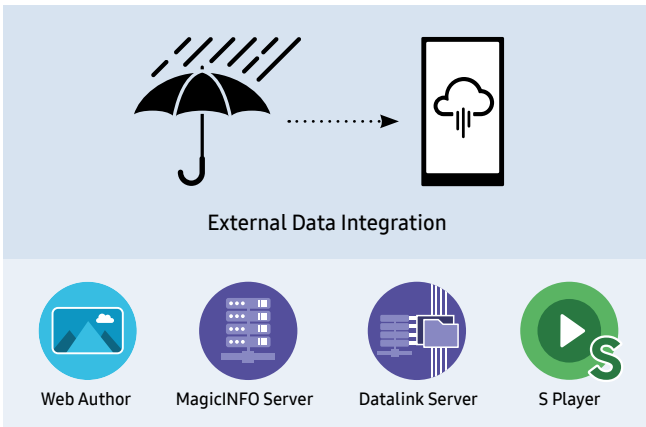 External Data Integration
S
Web Author
MagicINFO Server
Datalink Server
S Player